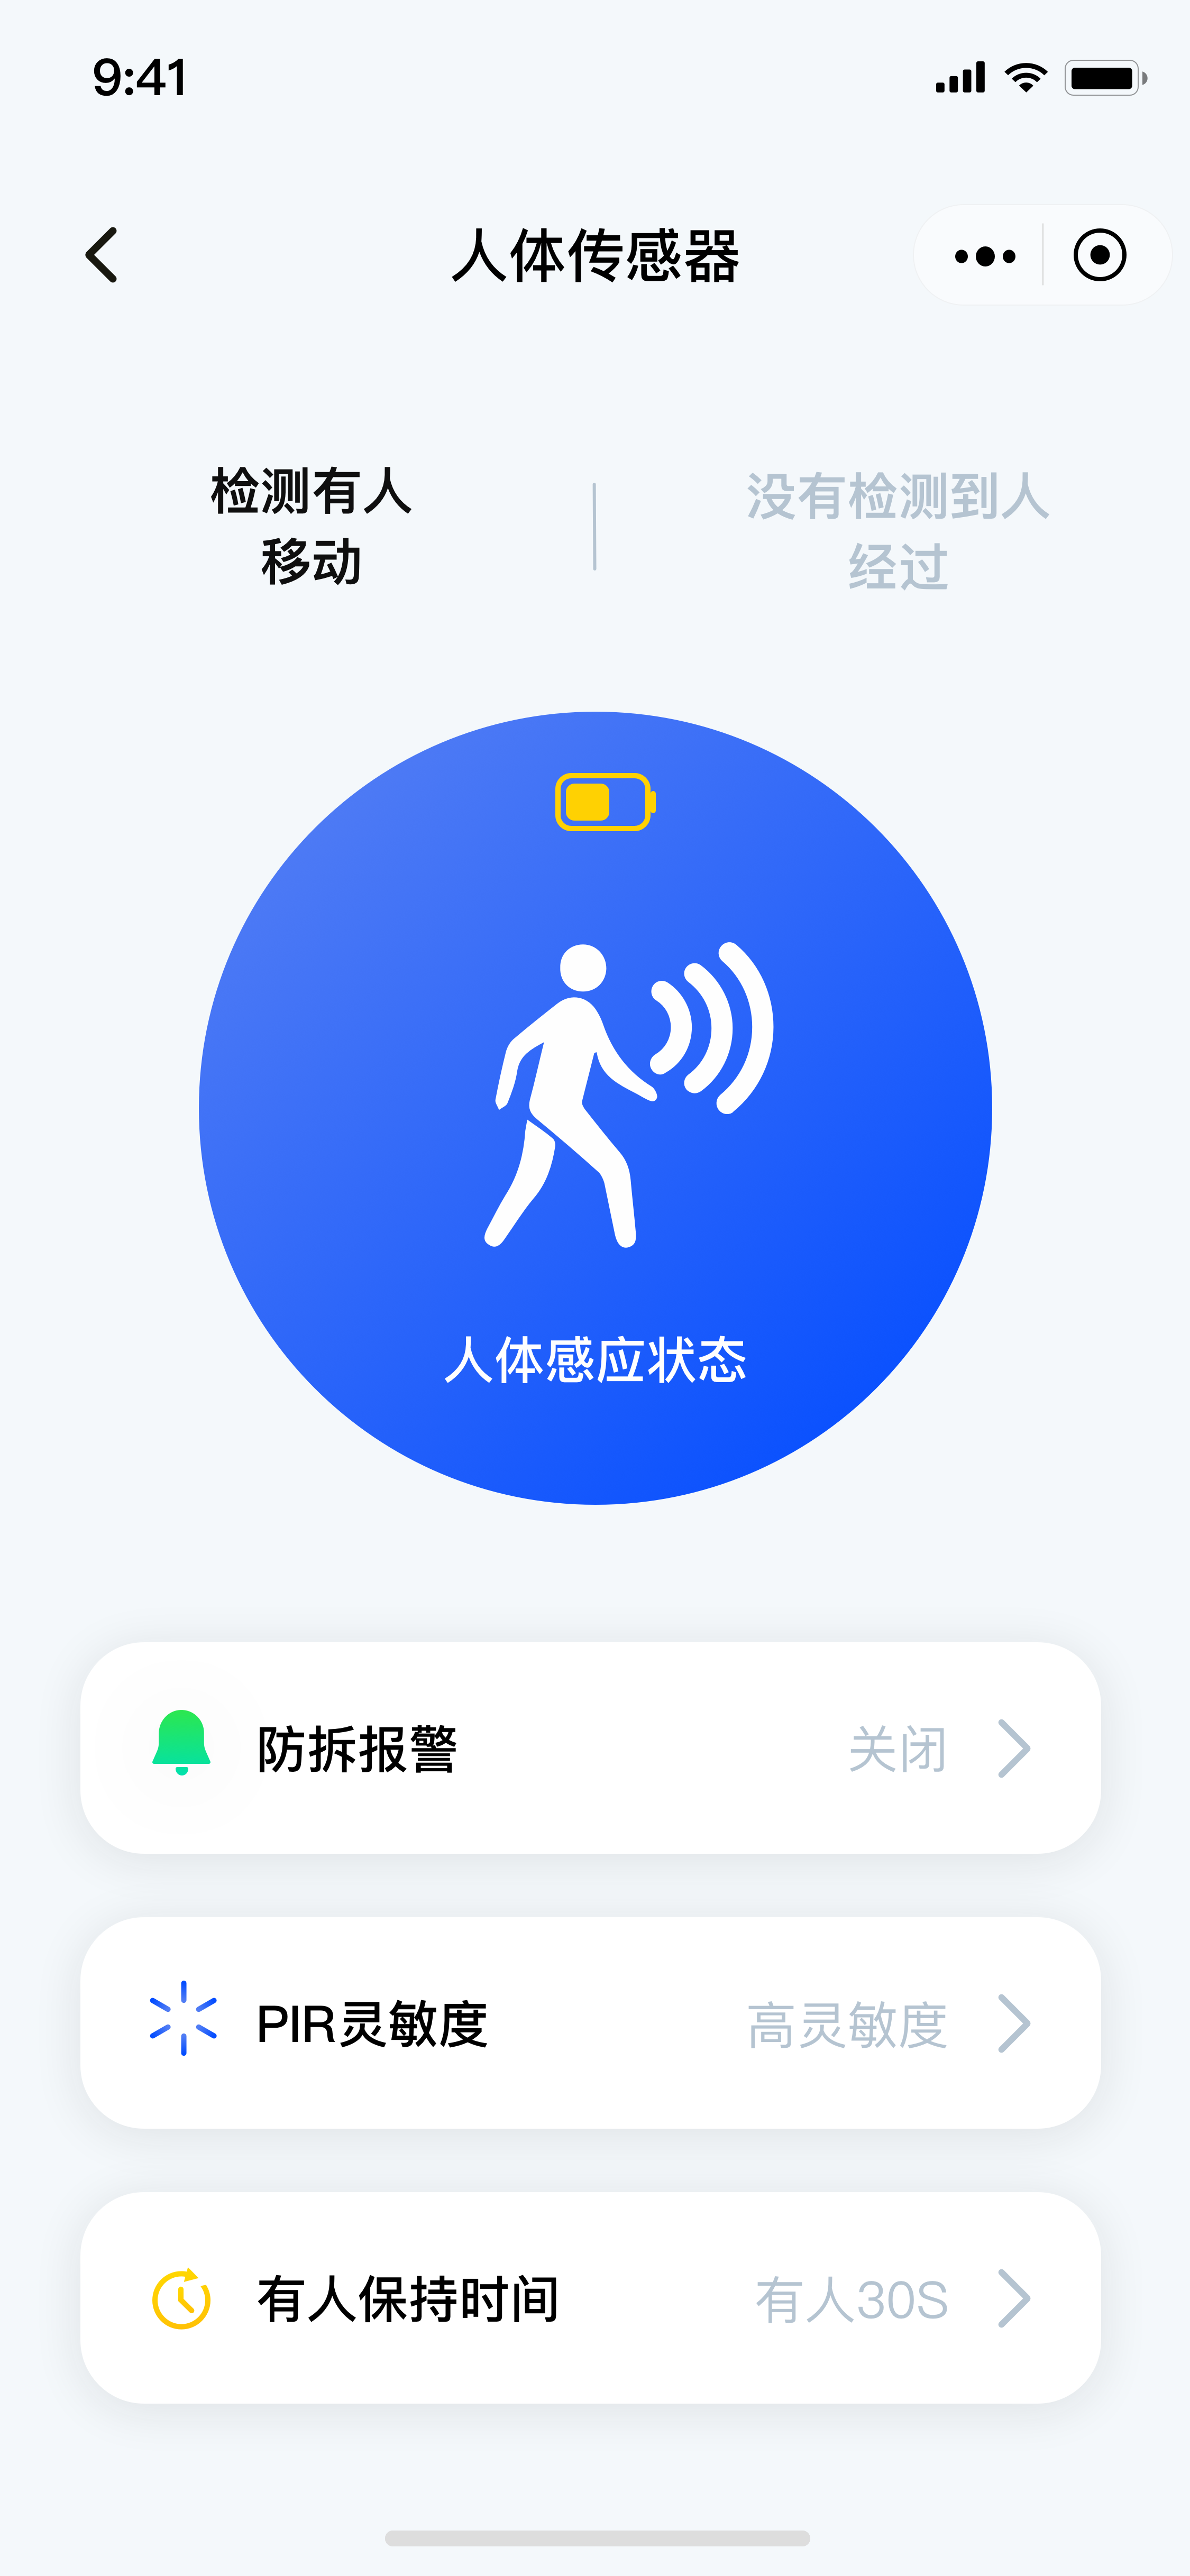 9:41
人体传感器
检测有人
移动
没有检测到人
经过
人体感应状态
防拆报警
关闭
PIR灵敏度
高灵敏度
有人保持时间
有人30S